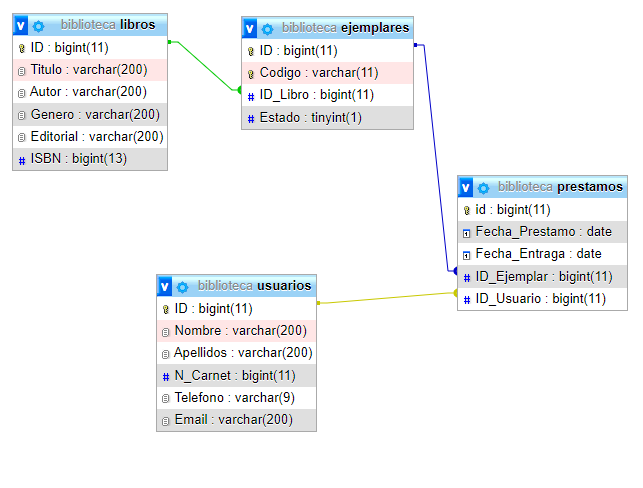 biblioteca libros
ID : bigint(11)
Titulo : varchar(200)
Autor : varchar(200)
Genero : varchar(200)
Editorial : varchar(200)
# ISBN : bigint(13)
biblioteca ejemplares
ID : bigint(11)
Codigo : varchar(11)
# ID_Libro : bigint(11)
# Estado : tinyint(1)
biblioteca prestamos
id : bigint(11)
Fecha_Prestamo : date
Fecha_Entraga : date
# ID_Ejemplar : bigint(11)
# ID_Usuario : bigint(11)
biblioteca usuarios
ID : bigint(11)
Nombre : varchar(200)
Apellidos : varchar(200)
# N_Carnet : bigint(11)
Telefono : varchar(9)
Email : varchar(200)